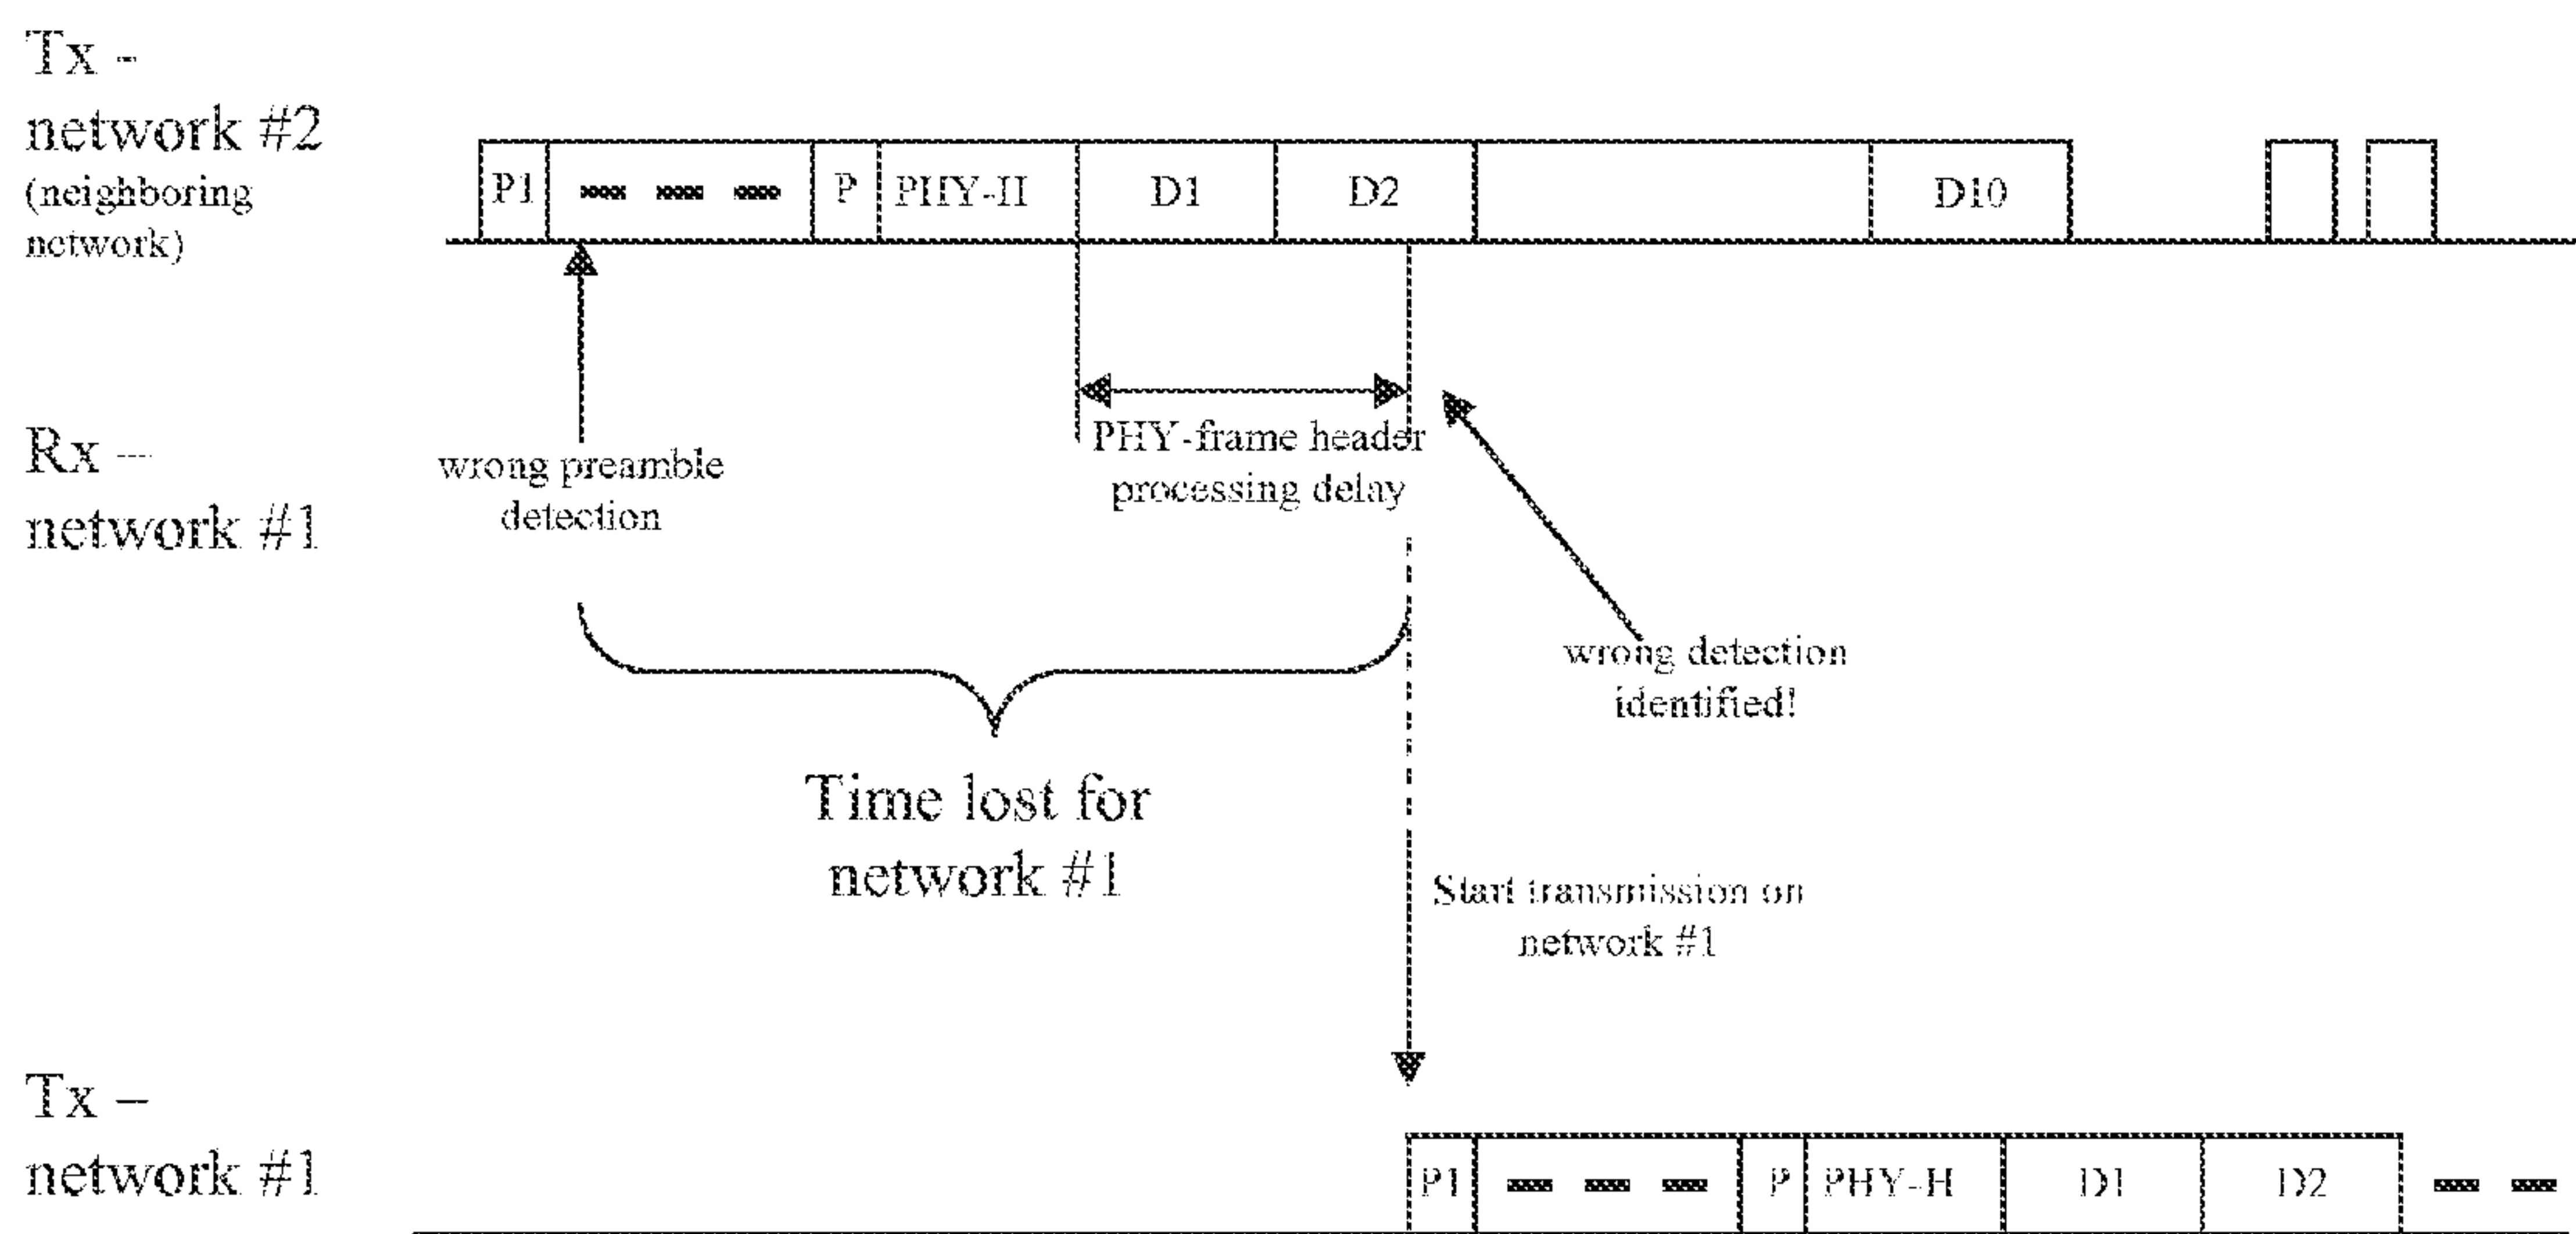 Tx -
network #2
(neighboring
network)
P1 P PHY-H D1 D2 D10
Rx —
network #1
wrong preamble
detection
PHY-frame header
processing delay
wrong detection
identified!
Time lost for
network #1
Start transmission on
network #1
Tx –
network #1
P1 P PHY-H D1 D2